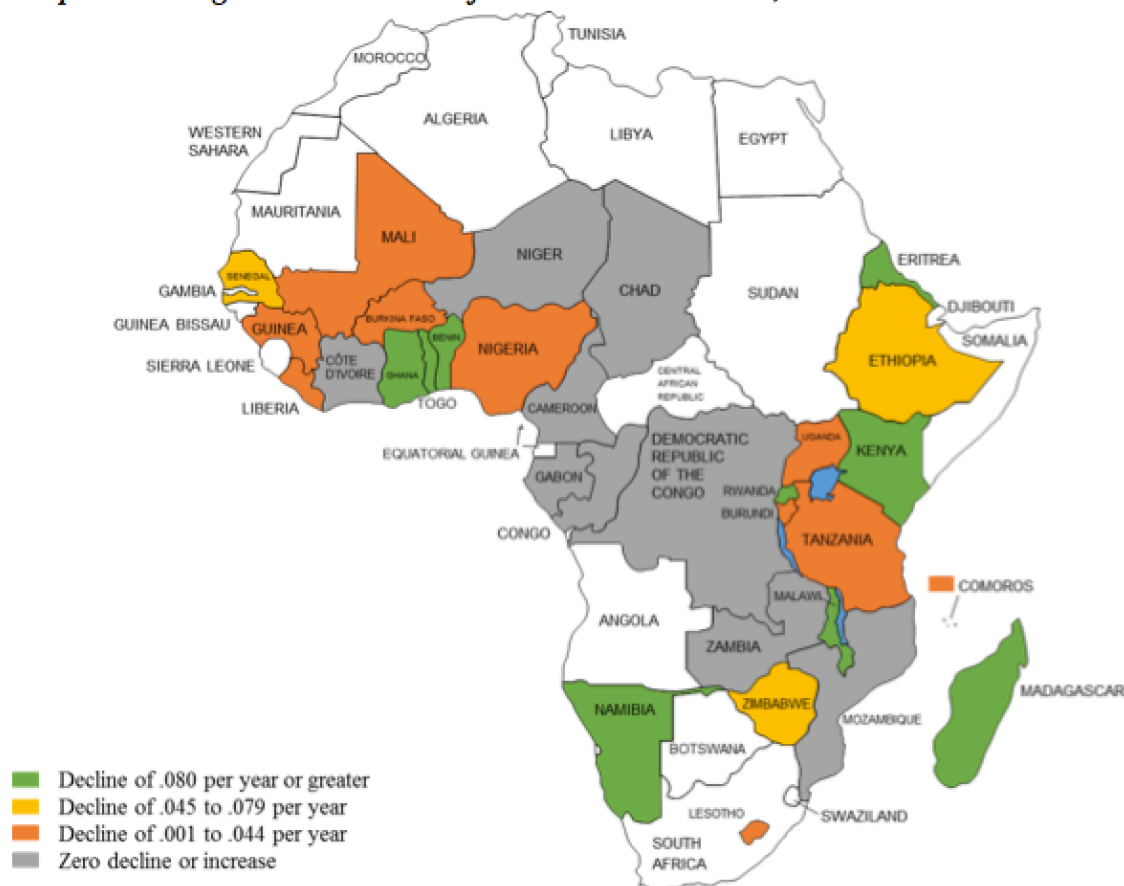 TUNISIA
MOROCCO
ALGERIA
LIBYA
EGYPT
WESTERN
SAHARA
MAURITANIA
MALI
NIGER
CHAD
SUDAN
ERITREA
SENEGAL
GAMBIA
DJIBOUTI
GUINEA BISSAU
GUINEA
BURKINA FASO
BENIN
NIGERIA
SOMALIA
ETHIOPIA
SIERRA LEONE
CÔTE
D'IVOIRE
GHANA
CENTRAL
AFRICAN
REPUBLIC
LIBERIA
TOGO
CAMEROON
EQUATORIAL GUINEA
DEMOCRATIC
REPUBLIC
OF THE
CONGO
UGANDA
KENYA
GABON
RWANDA
BURUNDI
CONGO
TANZANIA
COMOROS
MALAWI
ANGOLA
ZAMBIA
MADAGASCAR
NAMIBIA
ZIMBABWE
MOZAMBIQUE
BOTSWANA
LESOTHO
SWAZILAND
SOUTH
AFRICA
Decline of .080 per year or greater
Decline of .045 to .079 per year
Decline of .001 to .044 per year
Zero decline or increase